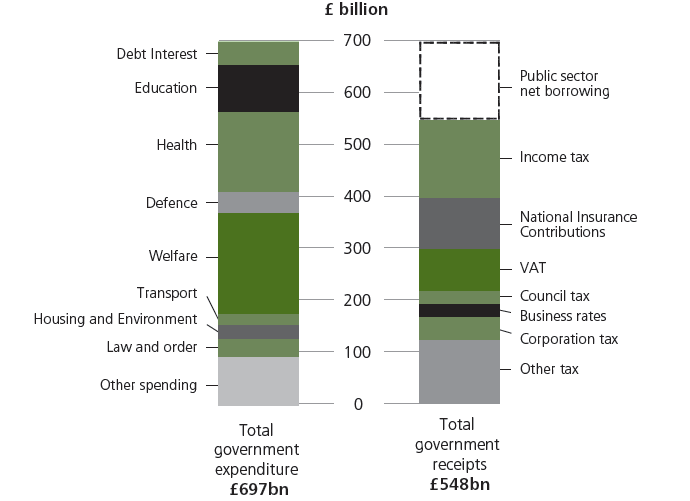 £ billion
Debt Interest
Education
Health
Defence
Welfare
Transport
Housing and Environment
Law and order
Other spending
700
600
500
400
300
200
100
0
Public sector
net borrowing
Income tax
National Insurance
Contributions
VAT
Council tax
Business rates
Corporation tax
Other tax
Total
government
expenditure
£697bn
Total
government
receipts
£548bn